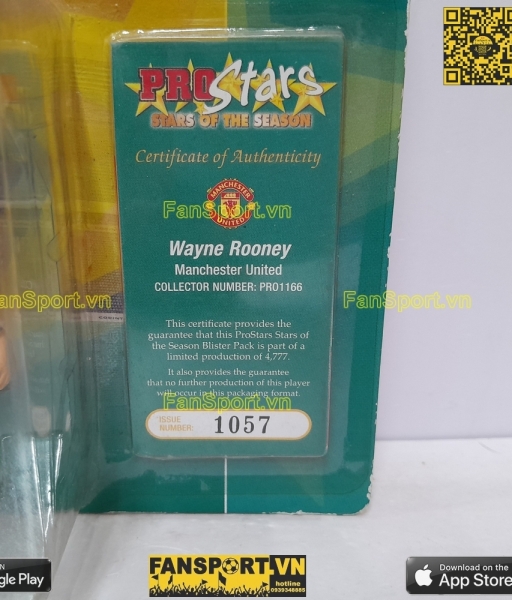 PROStars
STARS OF THE SEASON
Certificate of Authenticity
MANCHESTER
UNITED
FanSport.vn
Wayne Rooney
Manchester United
COLLECTOR NUMBER: PRO1166
FanSport.vn
FanSport.vn
This certificate provides the
guarantee that this ProStars Stars of
the Season Blister Pack is part of a
limited production of 4,777.
It also provides the guarantee
that no further production of this player
will occur in this packaging format.
FanSport.vn
ISSUE
NUMBER:
1057
Google Play
FANSPORT.VN
hotline
0939348885
Download on the
App Store